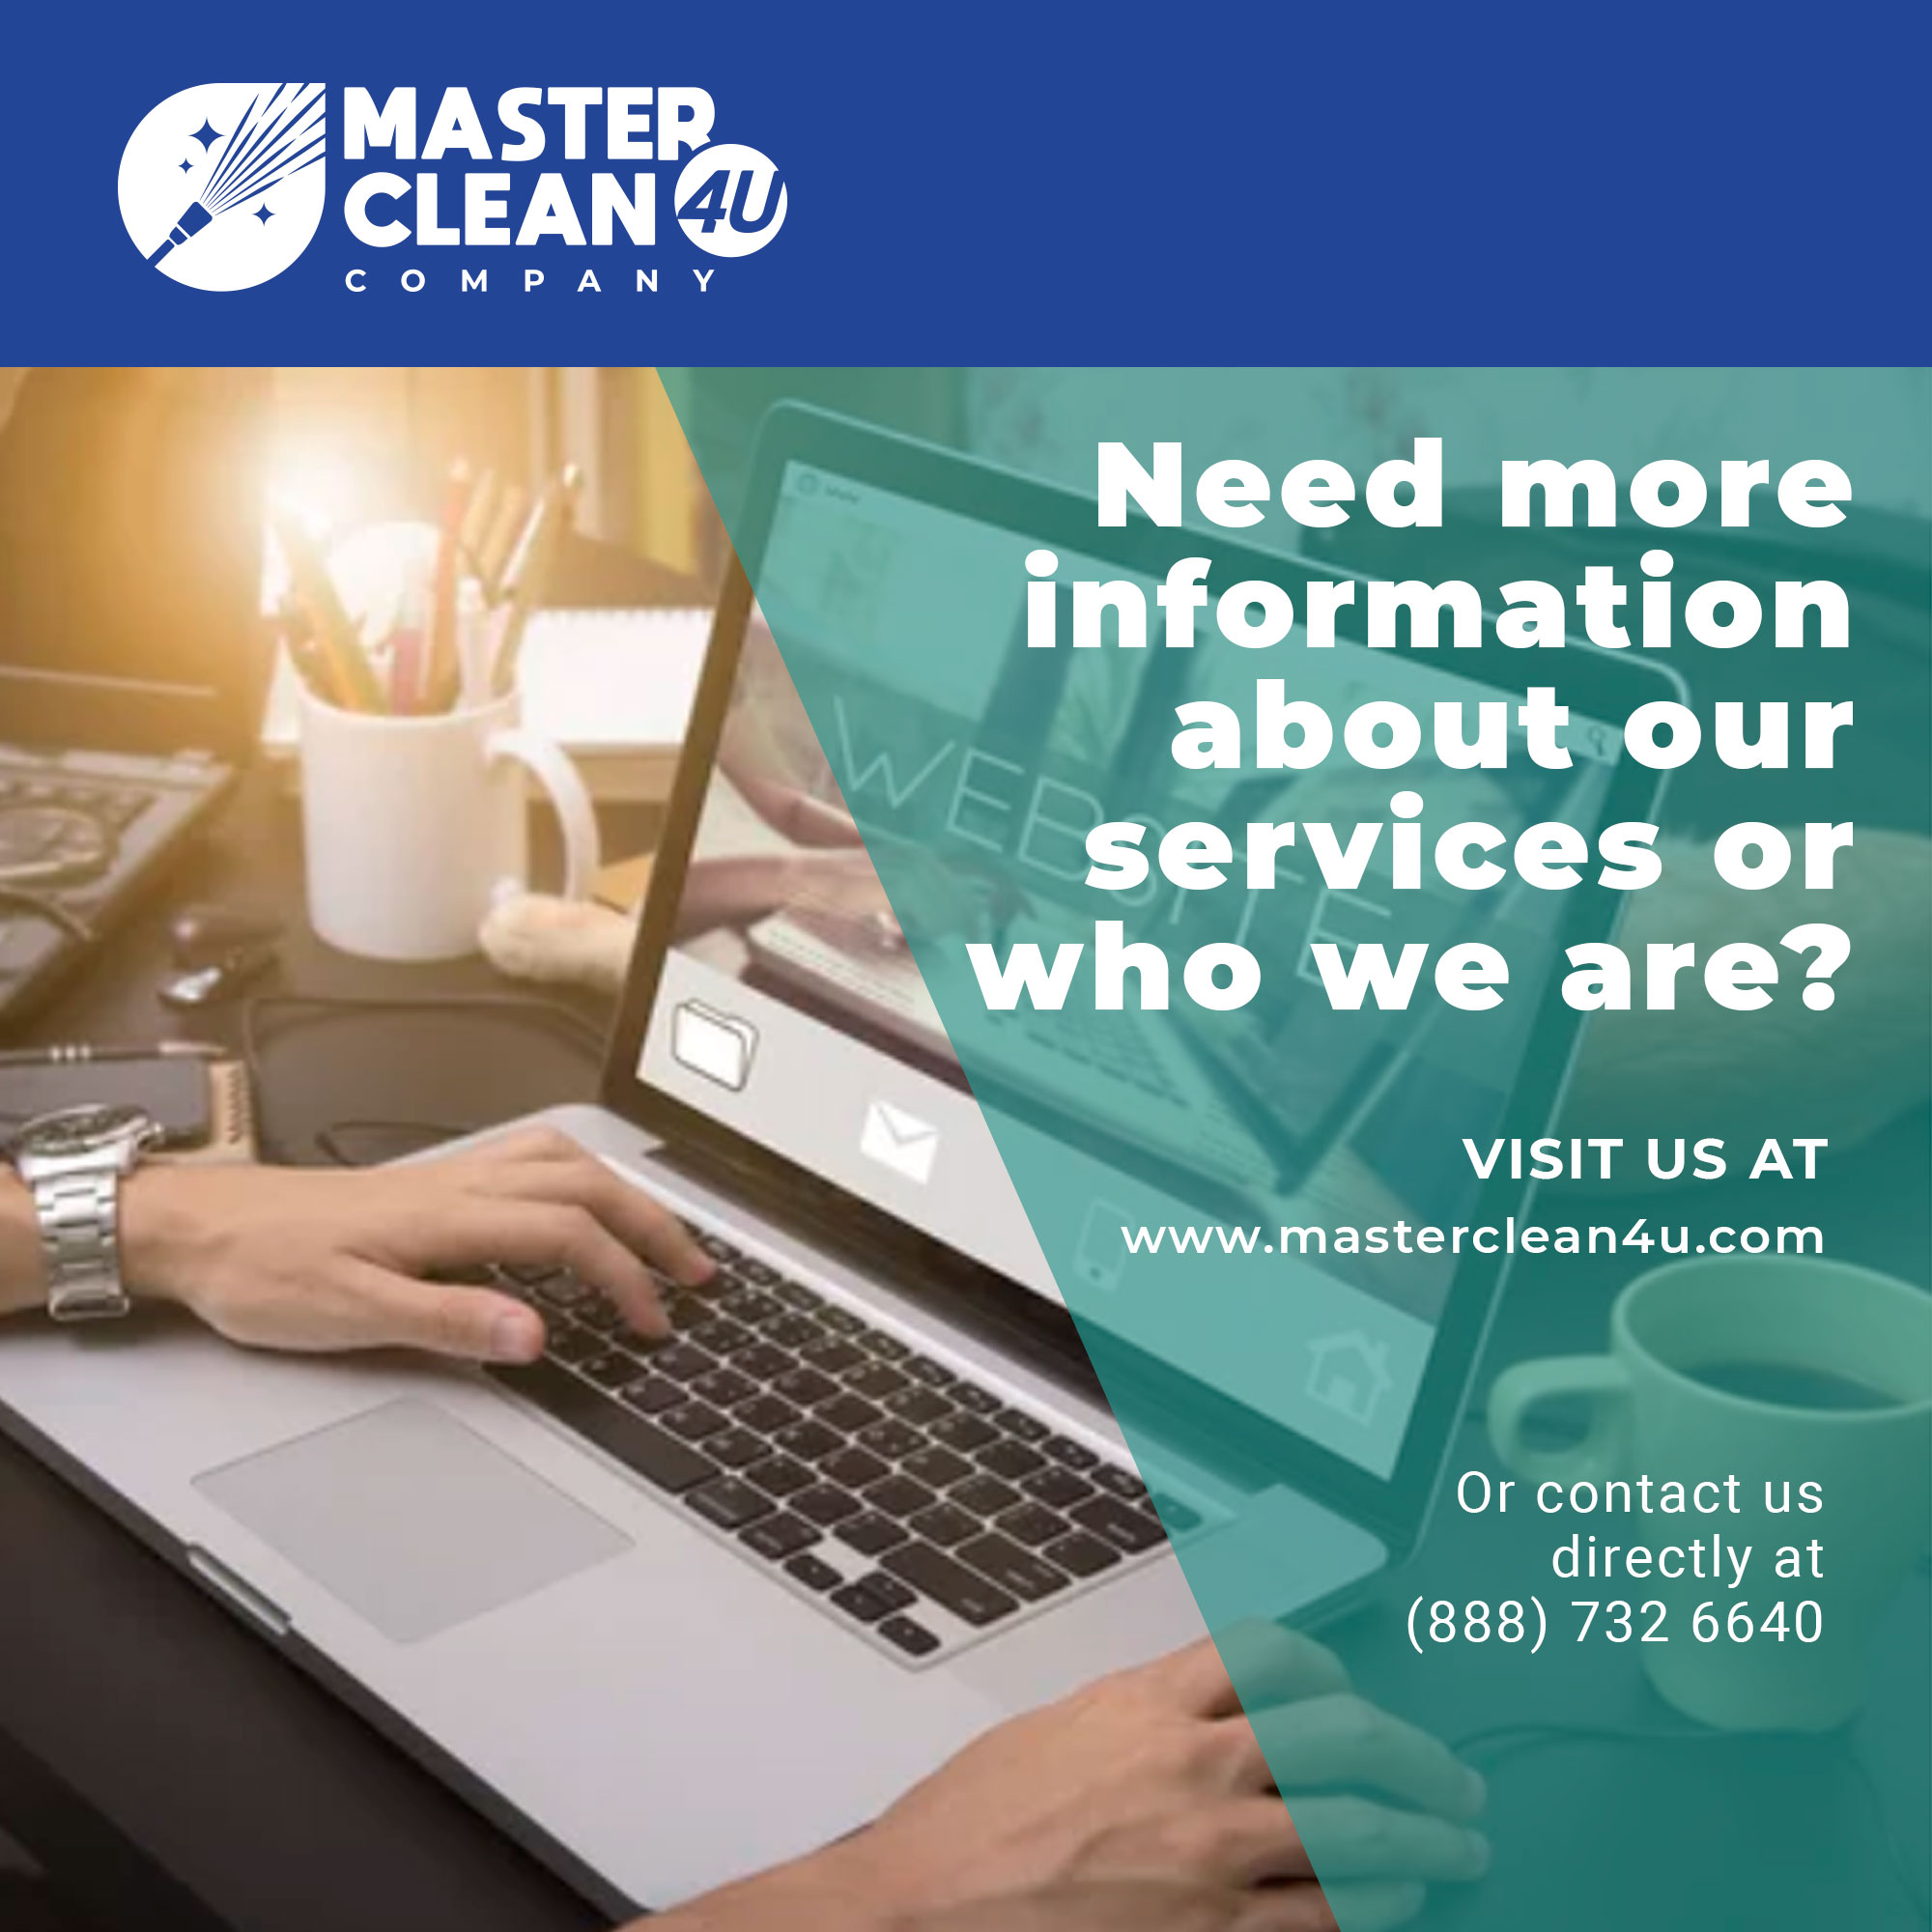 MASTER
CLEAN 4U
COMPANY
Need more
information
about our
services or
who we are?
WEBSITE
VISIT US AT
www.masterclean4u.com
Or contact us
directly at
(888) 732 6640